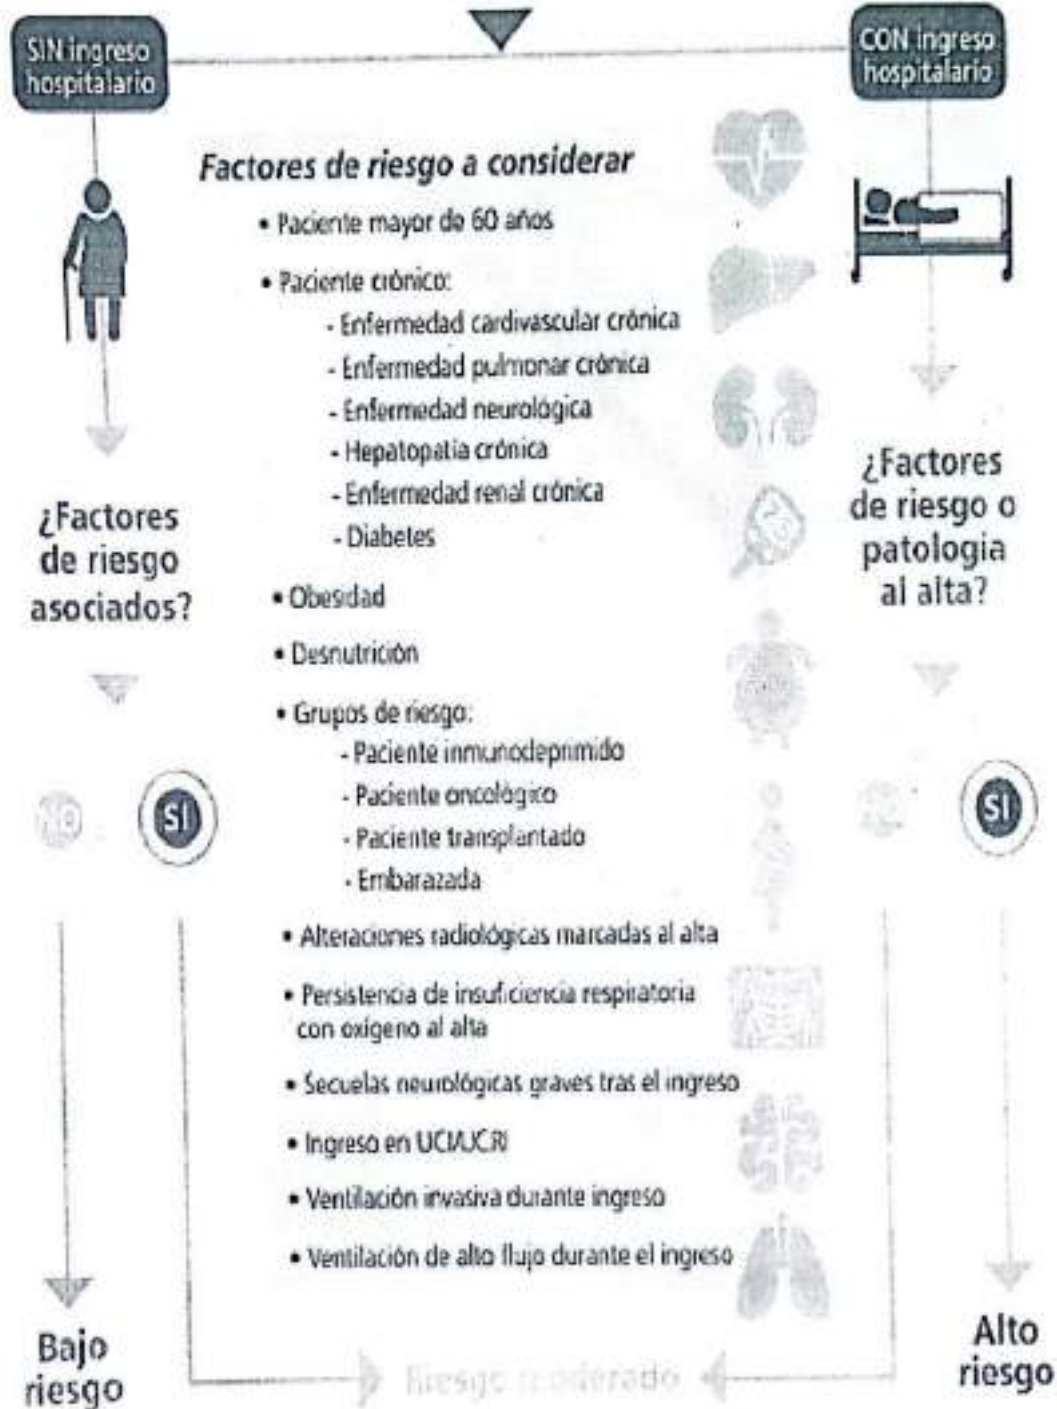 SIN ingreso
hospitalario
CON ingreso
hospitalario
Factores de riesgo a considerar
• Paciente mayor de 60 años
• Paciente crónico:
- Enfermedad cardivascular crónica
- Enfermedad pulmonar crónica
- Enfermedad neurológica
- Hepatopatía crónica
- Enfermedad renal crónica
- Diabetes
• Obesidad
• Desnutrición
• Grupos de riesgo:
- Paciente inmunodeprimido
- Paciente oncológico
- Paciente transplantado
- Embarazada
• Alteraciones radiológicas marcadas al alta
• Persistencia de insuficiencia respiratoria
con oxígeno al alta
• Secuelas neurológicas graves tras el ingreso
• Ingreso en UCI/UCRI
• Ventilación invasiva durante ingreso
• Ventilación de alto flujo durante el ingreso
¿Factores
de riesgo
asociados?
NO
SI
¿Factores
de riesgo o
patología
al alta?
SI
Bajo
riesgo
Riesgo moderado
Alto
riesgo